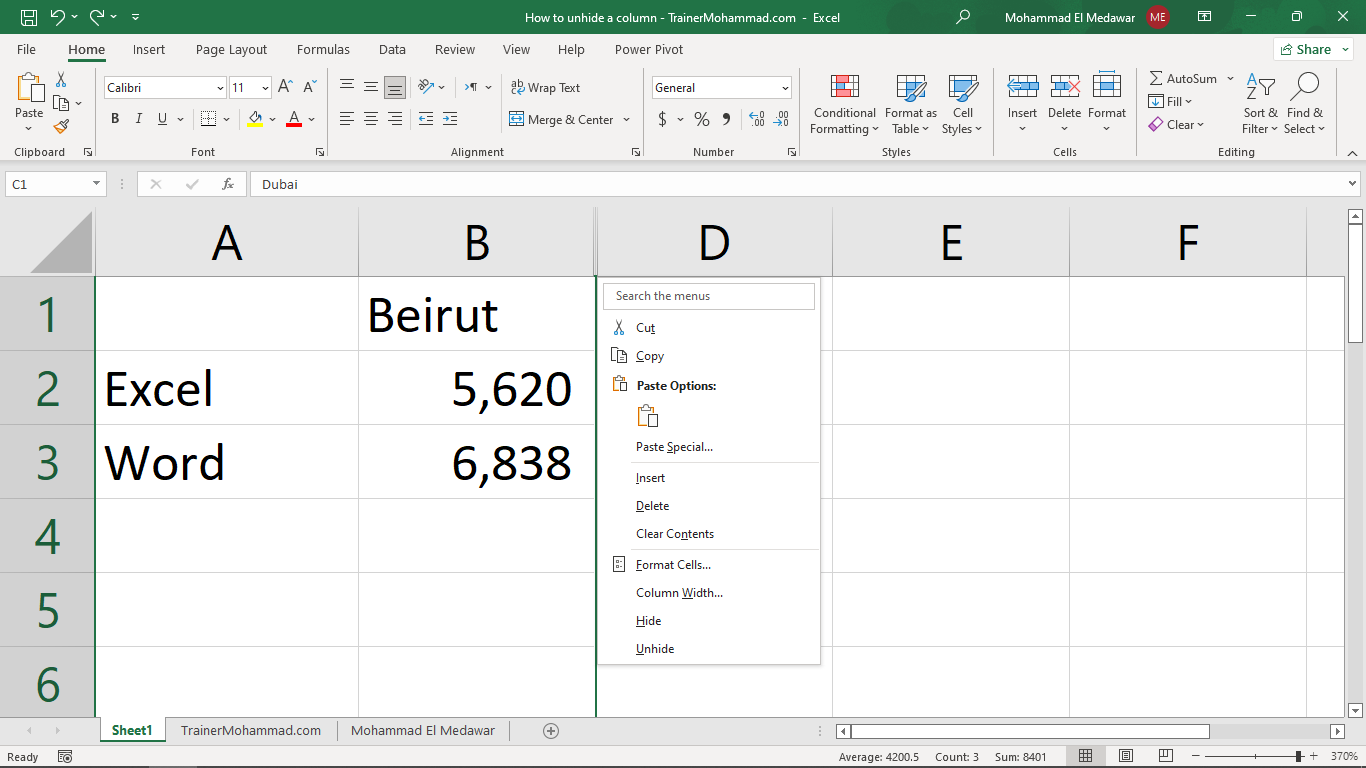 How to unhide a column - TrainerMohammad.com - Excel
Mohammad El Medawar
ME
File Home Insert Page Layout Formulas Data Review View Help Power Pivot
Share
Paste
Calibri 11 A A
B I U A
ab Wrap Text
Merge & Center
General
$ % 9 .00 .00
Conditional Formatting
Format as Table
Cell Styles
Insert Delete Format
AutoSum
Fill
Clear
Sort & Filter
Find & Select
Clipboard Font Alignment Number Styles Cells Editing
C1 fx Dubai
A B D E F
1 Beirut
2 Excel 5,620
3 Word 6,838
4
5
6
Search the menus
Cut
Copy
Paste Options:
Paste Special...
Insert
Delete
Clear Contents
Format Cells...
Column Width...
Hide
Unhide
Sheet1 TrainerMohammad.com Mohammad El Medawar
Ready Average: 4200.5 Count: 3 Sum: 8401 370%